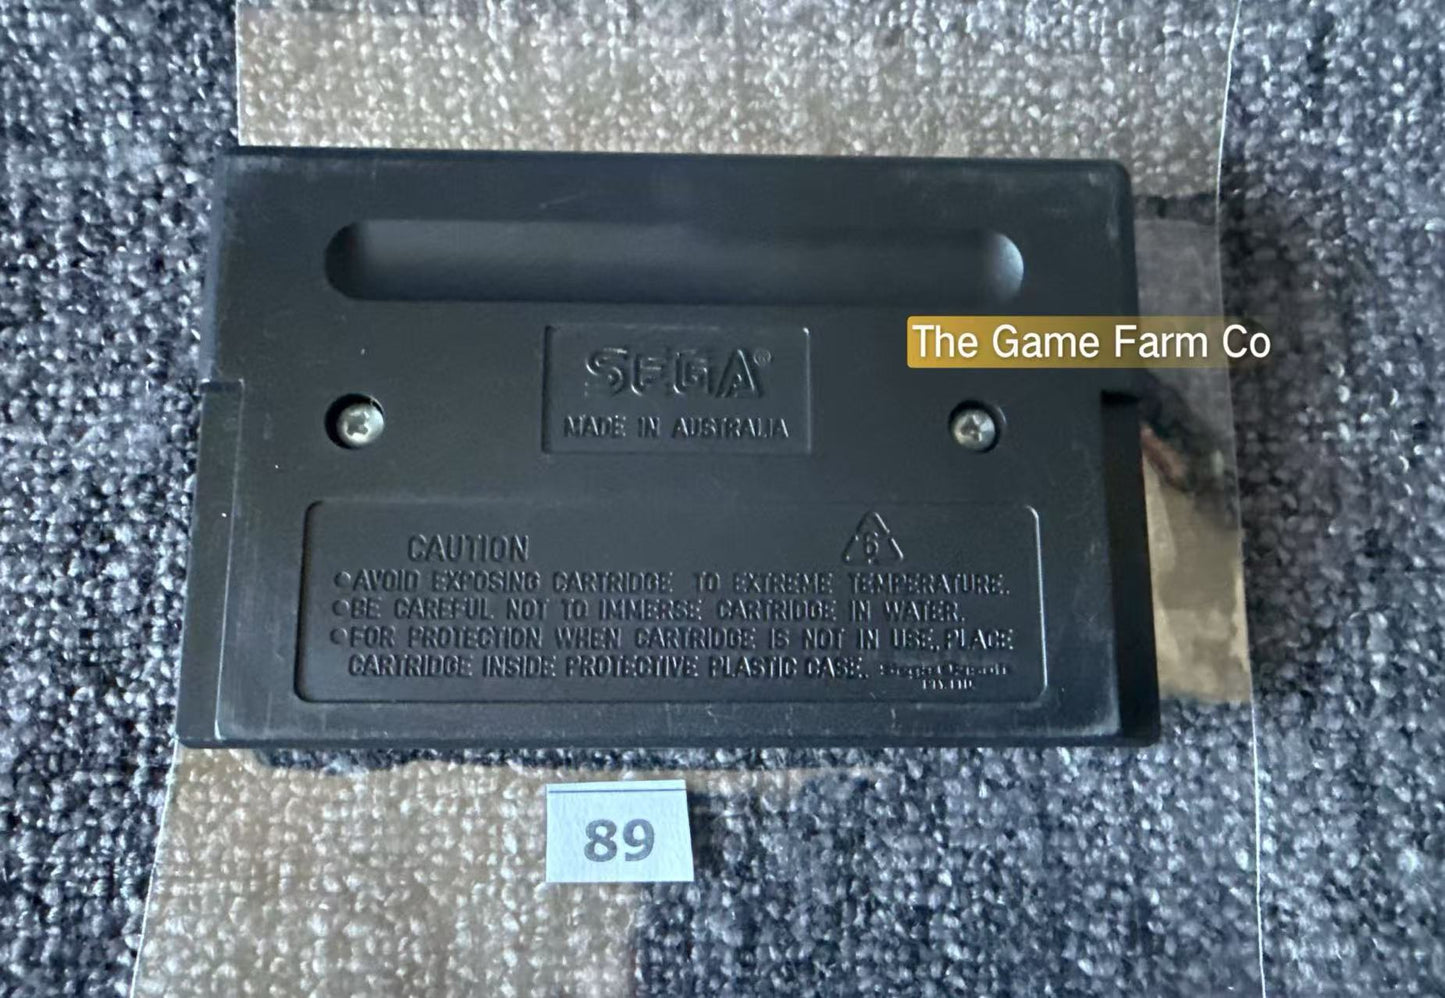 SEGA®
MADE IN AUSTRALIA
The Game Farm Co
CAUTION
6
•AVOID EXPOSING CARTRIDGE TO EXTREME TEMPERATURE.
•BE CAREFUL NOT TO IMMERSE CARTRIDGE IN WATER.
•FOR PROTECTION WHEN CARTRIDGE IS NOT IN USE, PLACE
CARTRIDGE INSIDE PROTECTIVE PLASTIC CASE.
PTY. LTD.
89